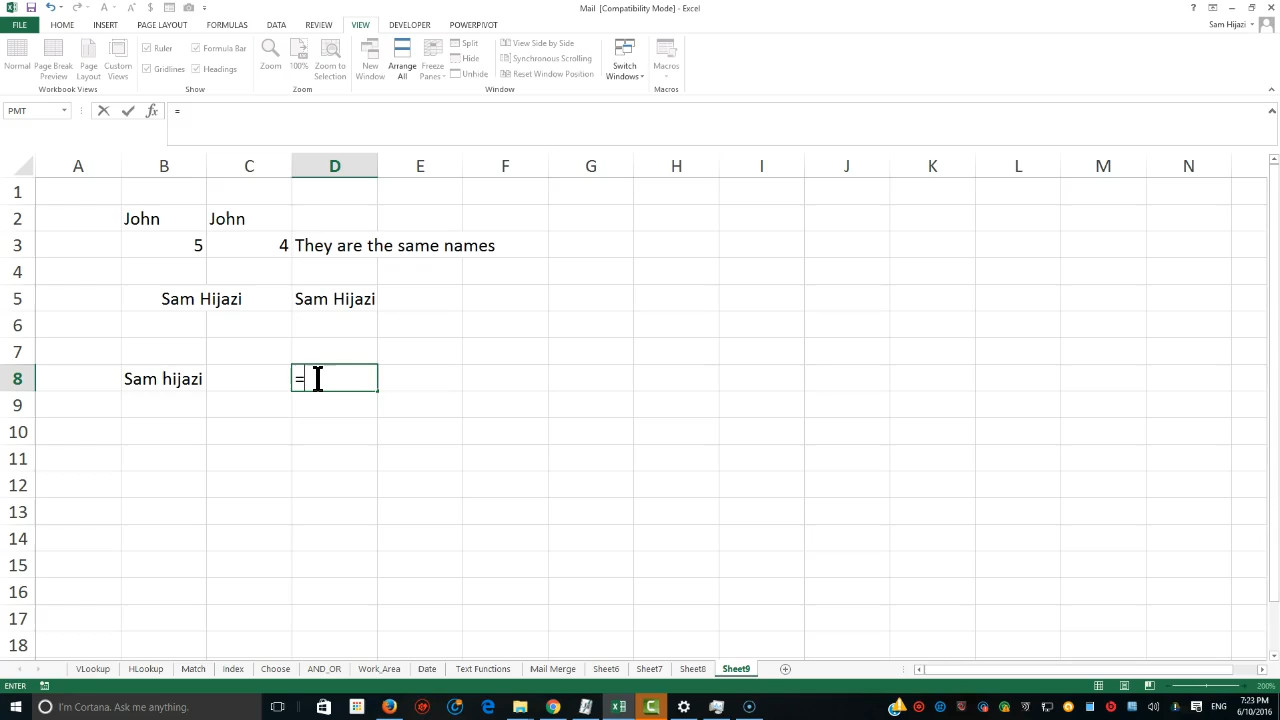 Mail [Compatibility Mode] - Excel
FILE HOME INSERT PAGE LAYOUT FORMULAS DATA REVIEW VIEW DEVELOPER POWERPIVOT Sam Hijazi
Normal Page Break Preview Page Layout Custom Views Ruler Formula Bar Gridlines Headings Zoom 100% Zoom to Selection New Window Arrange All Freeze Panes Split Hide Unhide View Side by Side Synchronous Scrolling Reset Window Position Switch Windows Macros
Workbook Views Show Zoom Window Macros
PMT fx =
A B C D E F G H I J K L M N
1
2 John John
3 5 4 They are the same names
4
5 Sam Hijazi Sam Hijazi
6
7
8 Sam hijazi =
9
10
11
12
13
14
15
16
17
18
VLookup HLookup Match Index Choose AND_OR Work_Area Date Text Functions Mail Merge Sheet6 Sheet7 Sheet8 Sheet9
ENTER 200%
I'm Cortana. Ask me anything. ENG 7:23 PM 6/10/2016